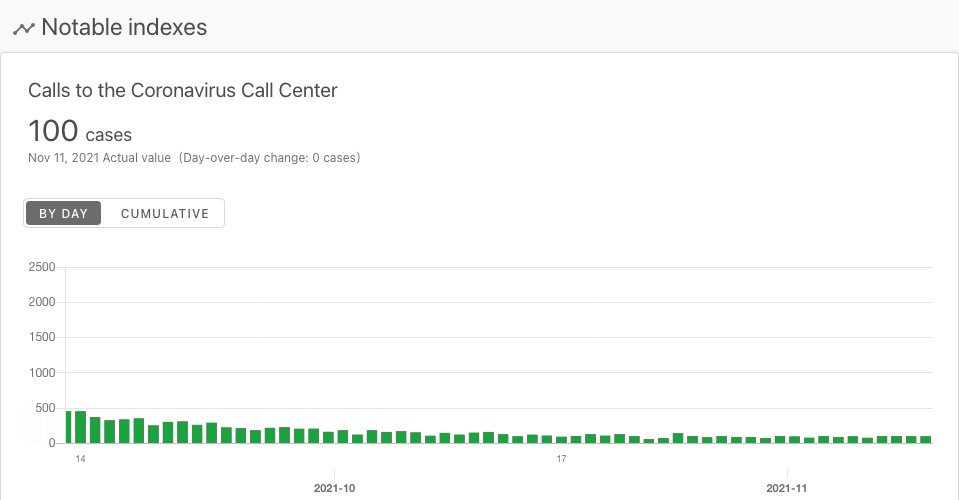 Notable indexes
Calls to the Coronavirus Call Center
100 cases
Nov 11, 2021 Actual value (Day-over-day change: 0 cases)
BY DAY CUMULATIVE
2500
2000
1500
1000
500
0
14 17
2021-10 2021-11